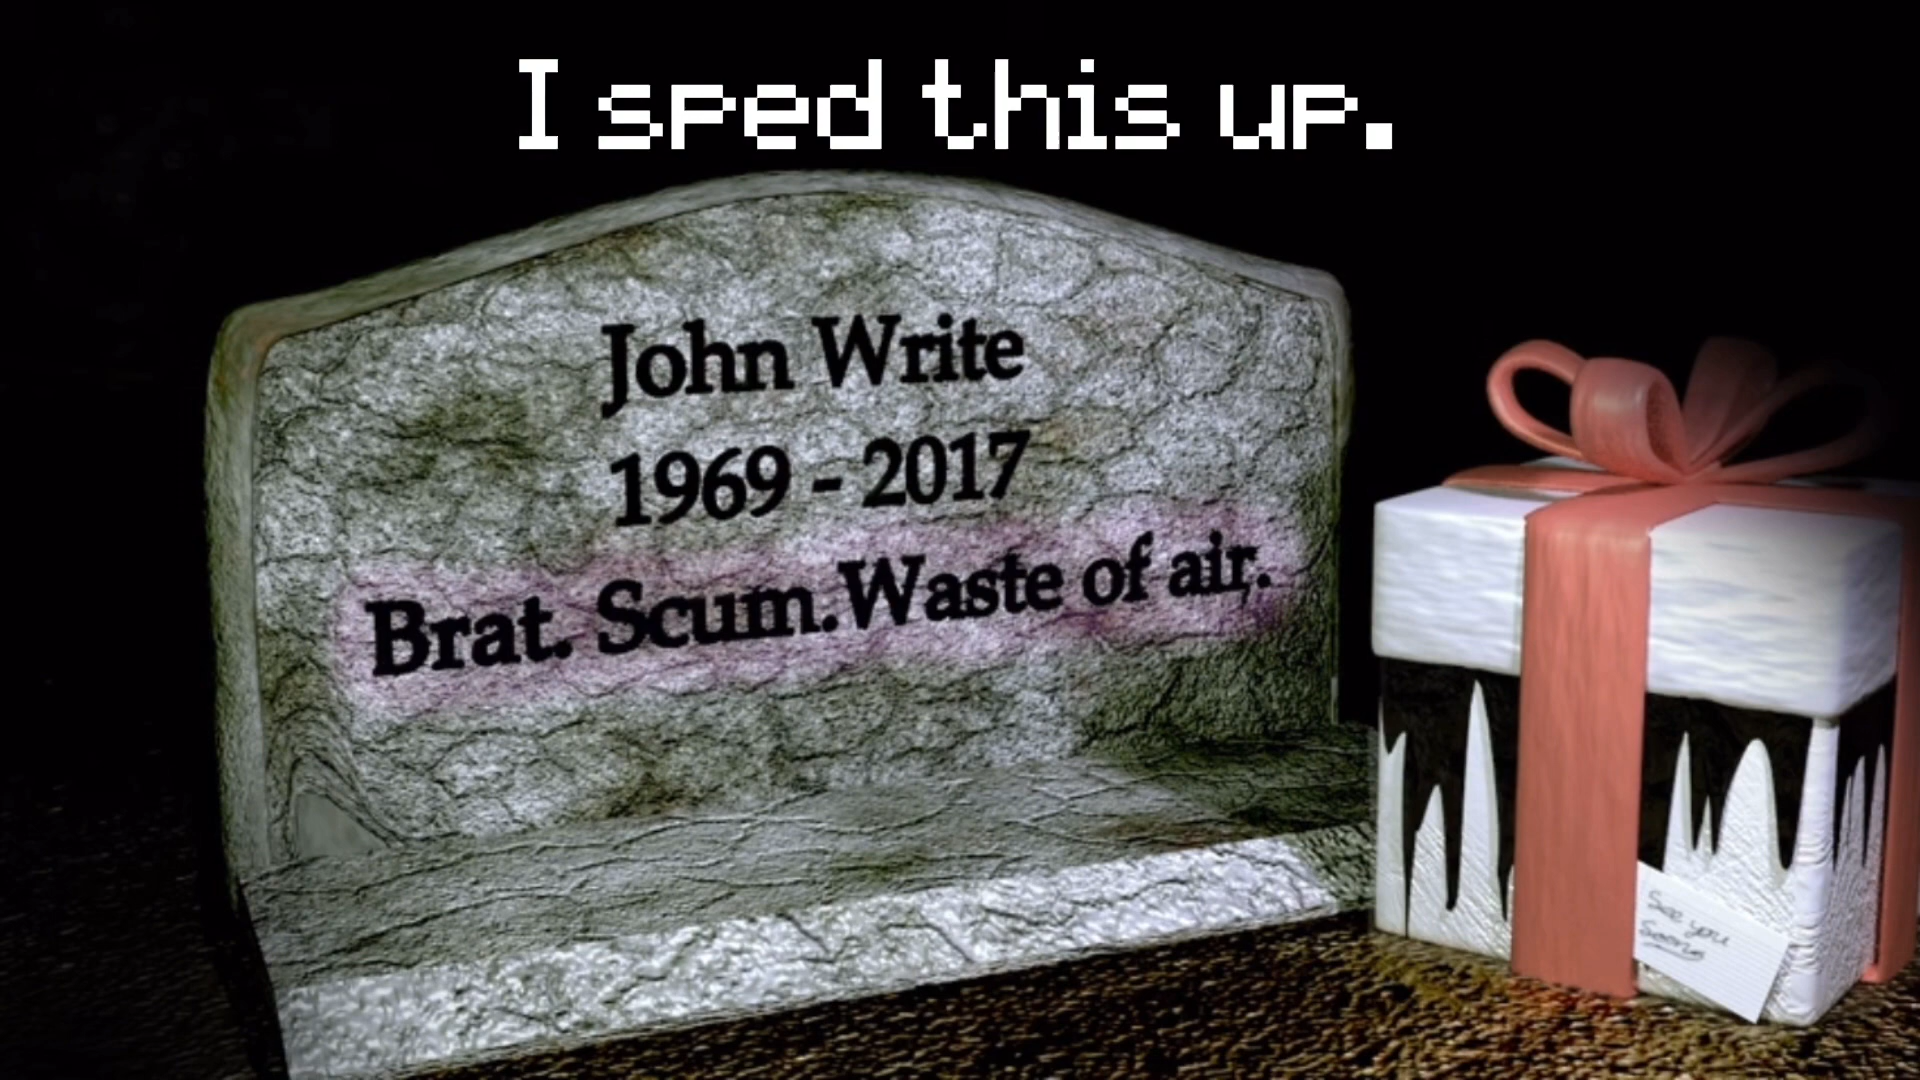 I sped this up.
John Write
1969 - 2017
Brat. Scum.Waste of air.
See you
Soon